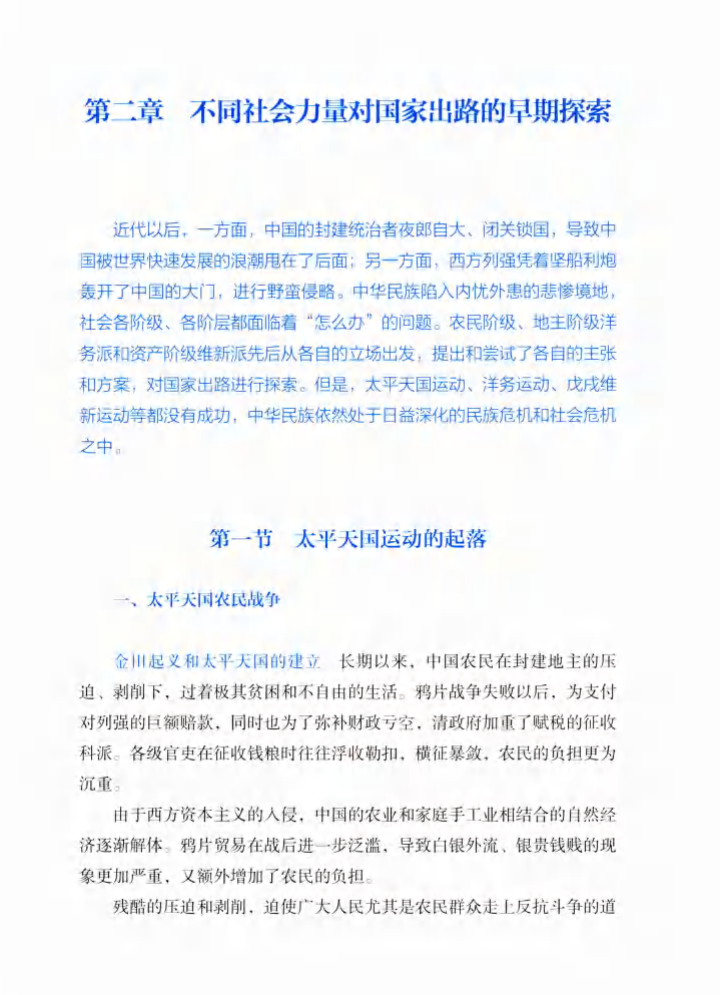 第二章　不同社会力量对国家出路的早期探索
近代以后，一方面，中国的封建统治者夜郎自大、闭关锁国，导致中
国被世界快速发展的浪潮甩在了后面；另一方面，西方列强凭着坚船利炮
轰开了中国的大门，进行野蛮侵略。中华民族陷入内忧外患的悲惨境地，
社会各阶级、各阶层都面临着“怎么办”的问题。农民阶级、地主阶级洋
务派和资产阶级维新派先后从各自的立场出发，提出和尝试了各自的主张
和方案，对国家出路进行探索。但是，太平天国运动、洋务运动、戊戌维
新运动等都没有成功，中华民族依然处于日益深化的民族危机和社会危机
之中。
第一节　太平天国运动的起落
一、太平天国农民战争
金田起义和太平天国的建立　长期以来，中国农民在封建地主的压
迫、剥削下，过着极其贫困和不自由的生活。鸦片战争失败以后，为支付
对列强的巨额赔款，同时也为了弥补财政亏空，清政府加重了赋税的征收
科派。各级官吏在征收钱粮时往往浮收勒扣，横征暴敛，农民的负担更为
沉重。
由于西方资本主义的入侵，中国的农业和家庭手工业相结合的自然经
济逐渐解体。鸦片贸易在战后进一步泛滥，导致白银外流、银贵钱贱的现
象更加严重，又额外增加了农民的负担。
残酷的压迫和剥削，迫使广大人民尤其是农民群众走上反抗斗争的道